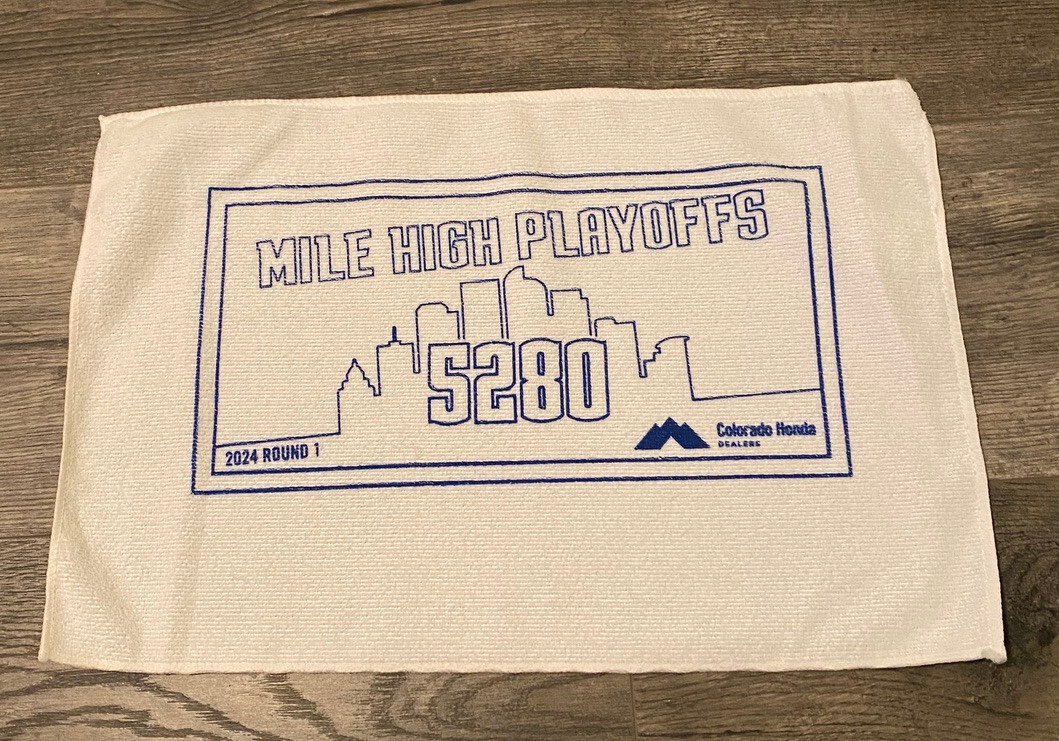 MILE HIGH PLAYOFFS
5280
2024 ROUND 1
Colorado Honda
DEALERS